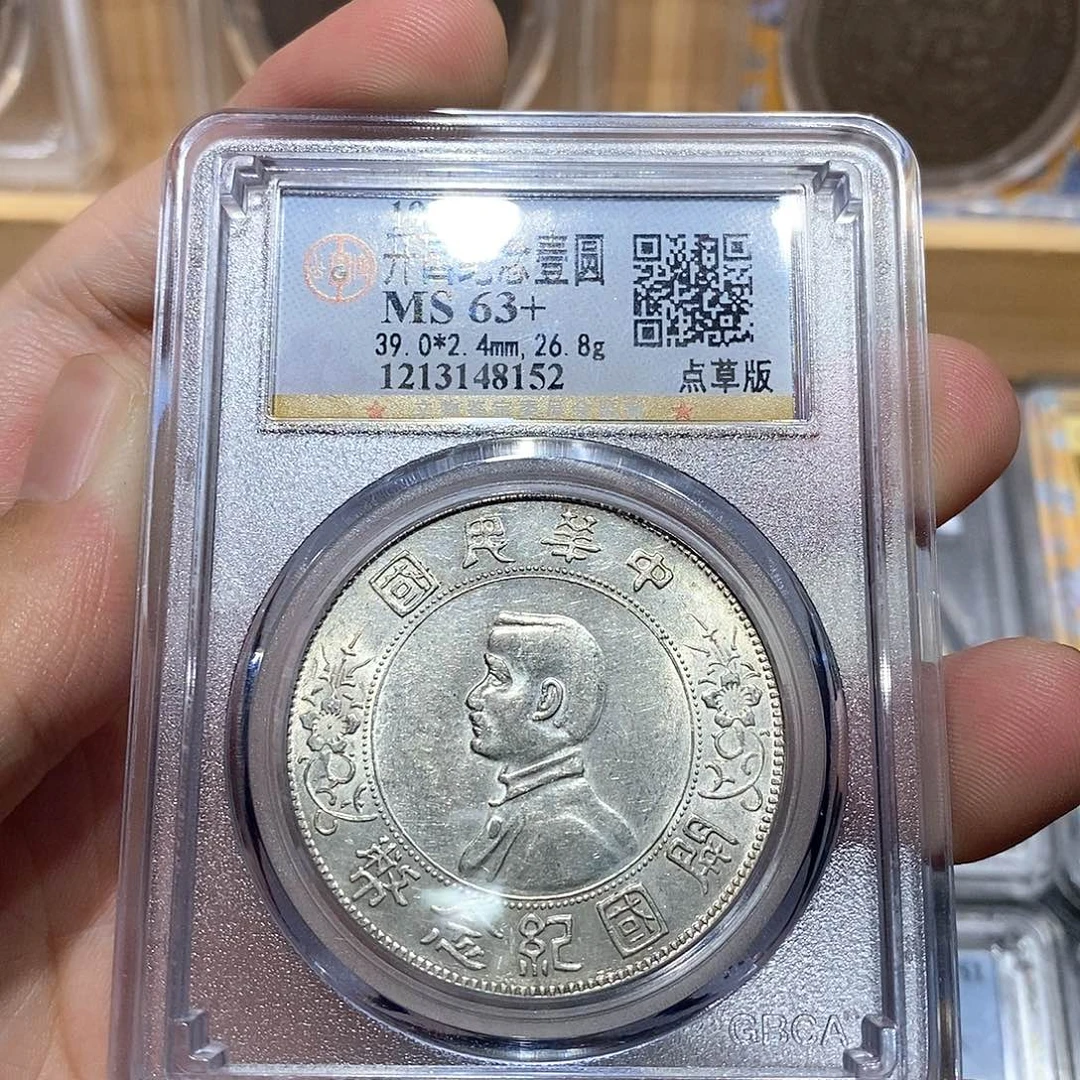 开国纪念壹圆
G
MS 63+
39.0*2.4mm,26.8g
1213148152
点草版
中華民國
開國紀念幣
GBCA